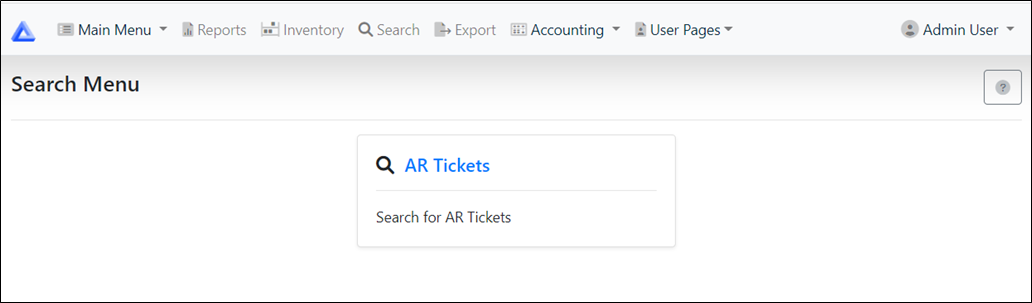 Main Menu Reports Inventory Search Export Accounting User Pages Admin User
Search Menu
?
AR Tickets
Search for AR Tickets